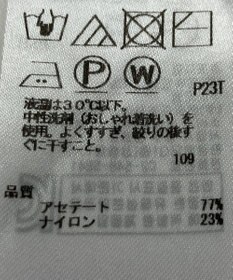 P W
P23T
液温は30℃以下。
中性洗剤（おしゃれ着洗い）を
使用。よくすすぎ、絞りの後す
ぐに干すこと。
109
品質
アセテート 77%
ナイロン 23%